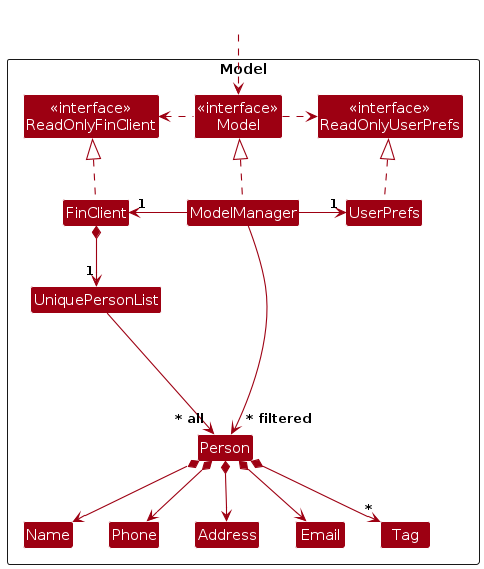 Model
«interface»
ReadOnlyFinClient
«interface»
Model
«interface»
ReadOnlyUserPrefs
FinClient
1
ModelManager
1
UserPrefs
1
UniquePersonList
* all
* filtered
Person
*
Name
Phone
Address
Email
Tag